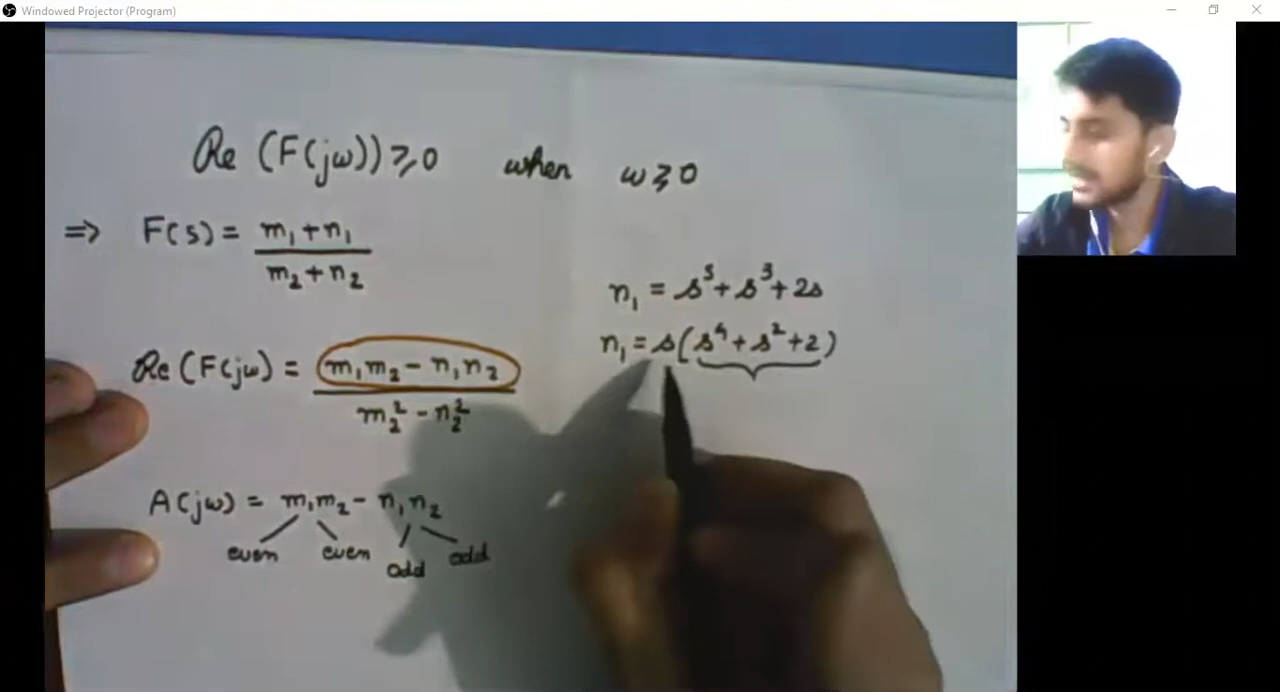 Windowed Projector (Program)
Re (F(jω)) ≥ 0 when ω ≥ 0
⇒ F(s) = (m₁ + n₁) / (m₂ + n₂)
n₁ = s⁵ + s³ + 2s
n₁ = s(s⁴ + s² + 2)
Re (F(jω)) = (m₁m₂ − n₁n₂) / (m₂² − n₂²)
A(jω) = m₁m₂ − n₁n₂
even even odd odd